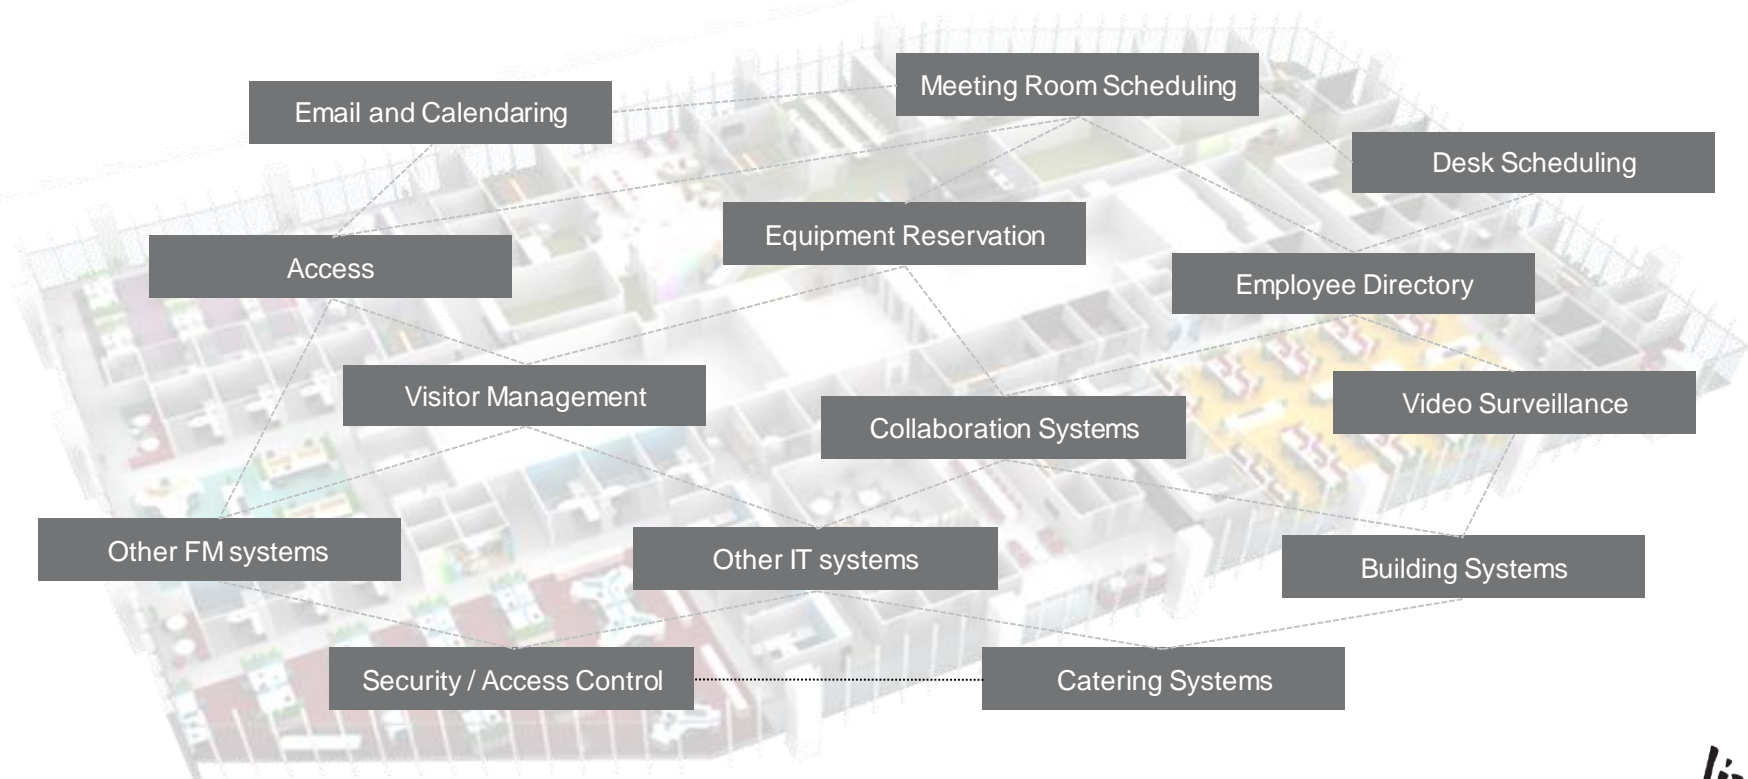 Meeting Room Scheduling
Email and Calendaring
Desk Scheduling
Equipment Reservation
Access
Employee Directory
Visitor Management
Video Surveillance
Collaboration Systems
Other FM systems
Other IT systems
Building Systems
Security / Access Control
Catering Systems